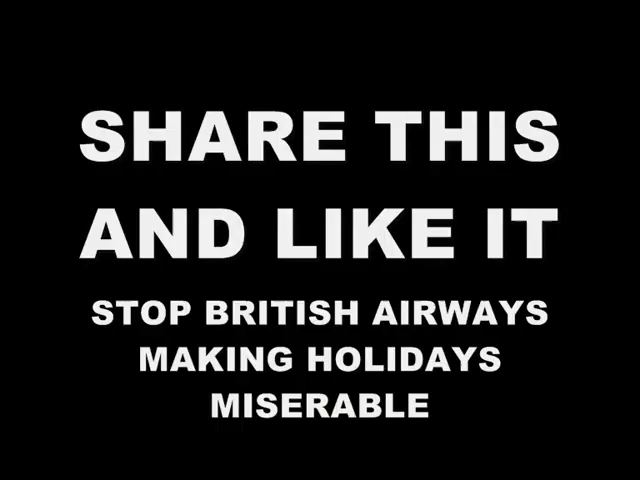 SHARE THIS
AND LIKE IT
STOP BRITISH AIRWAYS
MAKING HOLIDAYS
MISERABLE